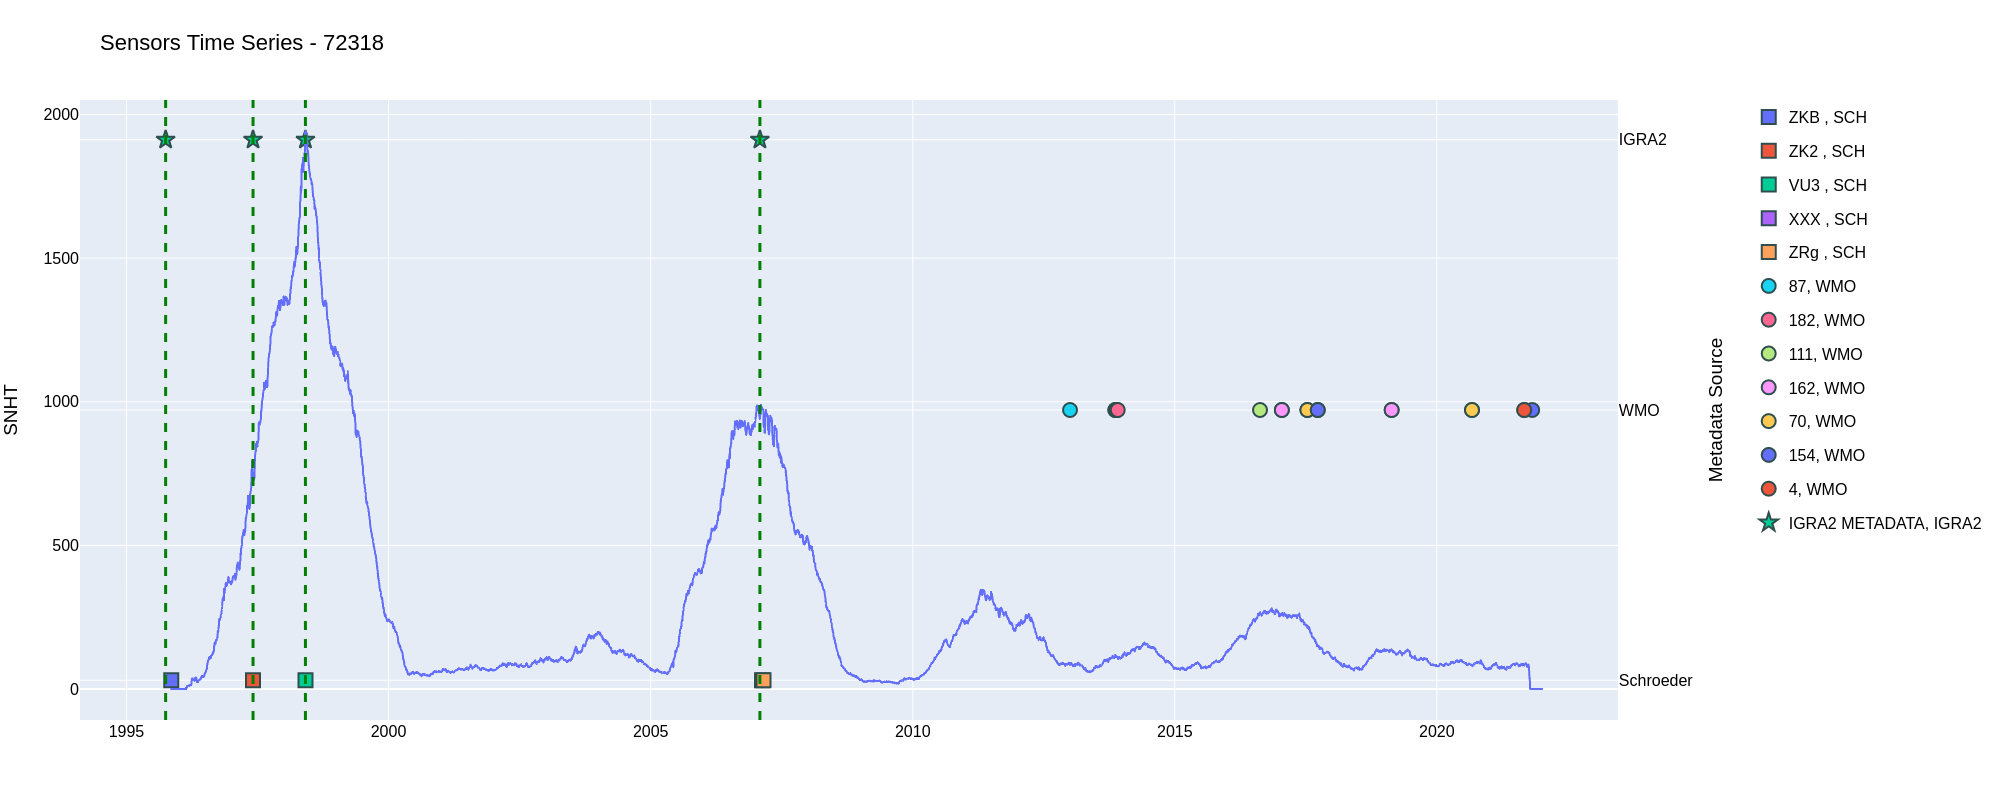 Sensors Time Series - 72318
2000
1500
1000
500
0
SNHT
1995
2000
2005
2010
2015
2020
IGRA2
WMO
Schroeder
Metadata Source
ZKB , SCH
ZK2 , SCH
VU3 , SCH
XXX , SCH
ZRg , SCH
87, WMO
182, WMO
111, WMO
162, WMO
70, WMO
154, WMO
4, WMO
IGRA2 METADATA, IGRA2